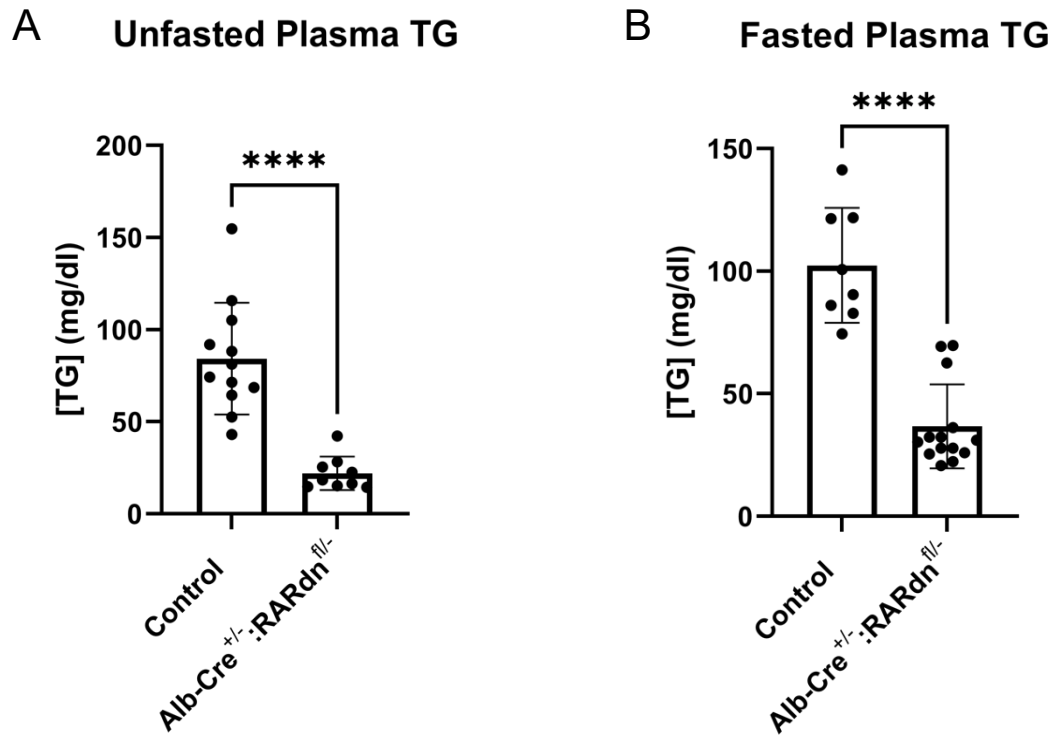 A
Unfasted Plasma TG
[TG] (mg/dl)
200
150
100
50
0
****
Control
Alb-Cre+/-:RARdnfl/-
B
Fasted Plasma TG
[TG] (mg/dl)
150
100
50
0
****
Control
Alb-Cre+/-:RARdnfl/-